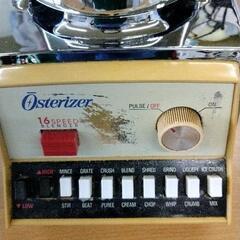 Osterizer
PULSE / OFF
ON
16 SPEED
BLENDER
HIGH MINCE GRATE CRUSH BLEND SHRED GRIND LIQUEFY ICE CRUSH
LOW STIR BEAT PUREE CREAM CHOP WHIP CRUMB MIX